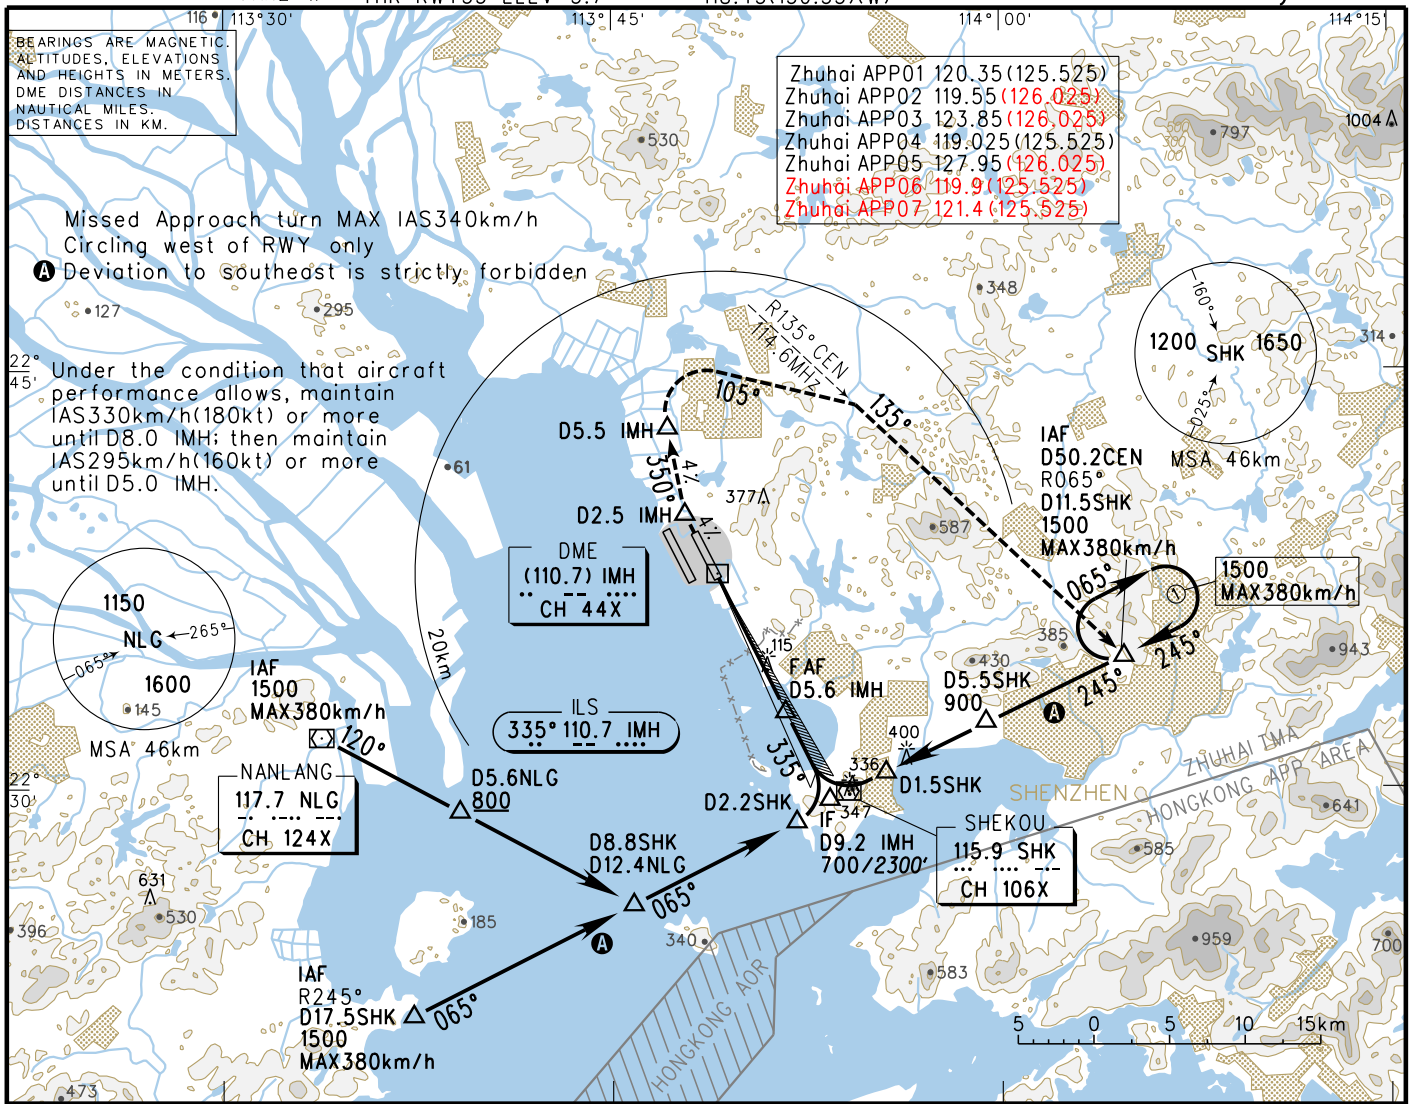 113°30'
113°45'
114°00'
114°15'
116
BEARINGS ARE MAGNETIC.
ALTITUDES, ELEVATIONS
AND HEIGHTS IN METERS.
DME DISTANCES IN
NAUTICAL MILES.
DISTANCES IN KM.
Zhuhai APP01 120.35(125.525)
Zhuhai APP02 119.55(126.025)
Zhuhai APP03 123.85(126.025)
Zhuhai APP04 119.025(125.525)
Zhuhai APP05 127.95(126.025)
Zhuhai APP06 119.9(125.525)
Zhuhai APP07 121.4(125.525)
530
797
1004
500
300
100
Missed Approach turn MAX IAS340km/h
Circling west of RWY only
A Deviation to southeast is strictly forbidden
127
295
348
314
R135° CEN
114.6MHz
160°
1200 SHK 1650
025°
MSA 46km
22°
45'
Under the condition that aircraft
performance allows, maintain
IAS330km/h(180kt) or more
until D8.0 IMH; then maintain
IAS295km/h(160kt) or more
until D5.0 IMH.
61
105°
135°
D5.5 IMH
350°
4%
D2.5 IMH
4%
377
587
IAF
D50.2CEN
R065°
D11.5SHK
1500
MAX380km/h
DME
(110.7) IMH
CH 44X
065°
1500
MAX380km/h
245°
245°
1150
NLG
265°
065°
1600
145
MSA 46km
20km
115
385
430
943
IAF
1500
MAX380km/h
120°
FAF
D5.6 IMH
D5.5SHK
900
A
ILS
335° 110.7 IMH
335°
400
336
D1.5SHK
347
ZHUHAI TMA
HONGKONG APP AREA
SHENZHEN
22°
30'
NANLANG
117.7 NLG
CH 124X
D5.6NLG
800
D2.2SHK
IF
D9.2 IMH
700/2300'
SHEKOU
115.9 SHK
CH 106X
641
585
D8.8SHK
D12.4NLG
065°
A
631
530
396
185
340
959
700
583
IAF
R245°
D17.5SHK
1500
MAX380km/h
065°
HONGKONG AOR
5 0 5 10 15km
473